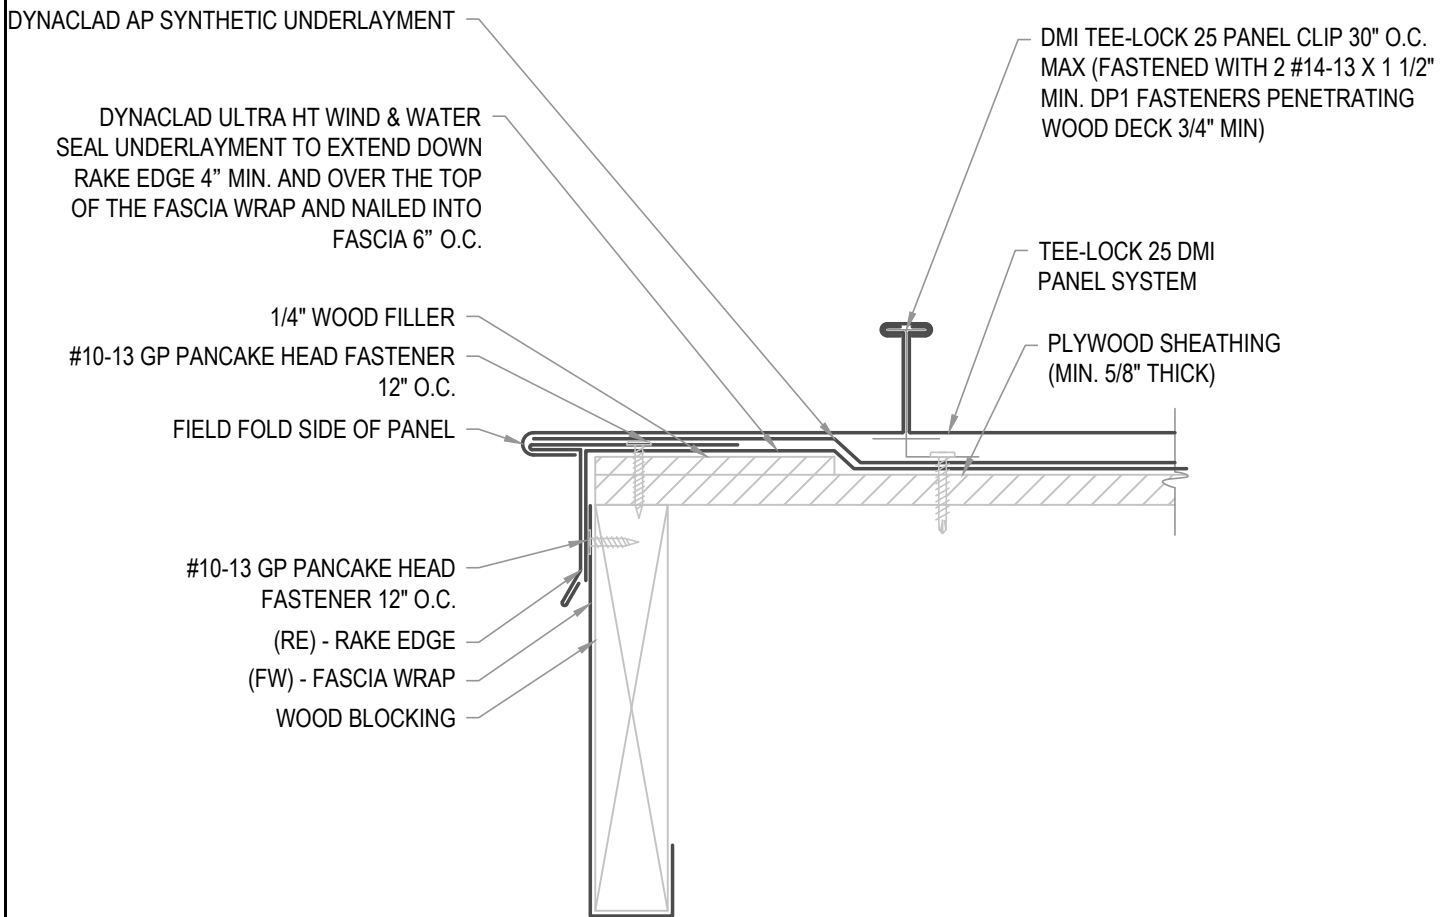 DYNACLAD AP SYNTHETIC UNDERLAYMENT
DYNACLAD ULTRA HT WIND & WATER
SEAL UNDERLAYMENT TO EXTEND DOWN
RAKE EDGE 4” MIN. AND OVER THE TOP
OF THE FASCIA WRAP AND NAILED INTO
FASCIA 6” O.C.
1/4" WOOD FILLER
#10-13 GP PANCAKE HEAD FASTENER
12" O.C.
FIELD FOLD SIDE OF PANEL
#10-13 GP PANCAKE HEAD
FASTENER 12" O.C.
(RE) - RAKE EDGE
(FW) - FASCIA WRAP
WOOD BLOCKING
DMI TEE-LOCK 25 PANEL CLIP 30" O.C.
MAX (FASTENED WITH 2 #14-13 X 1 1/2"
MIN. DP1 FASTENERS PENETRATING
WOOD DECK 3/4" MIN)
TEE-LOCK 25 DMI
PANEL SYSTEM
PLYWOOD SHEATHING
(MIN. 5/8" THICK)